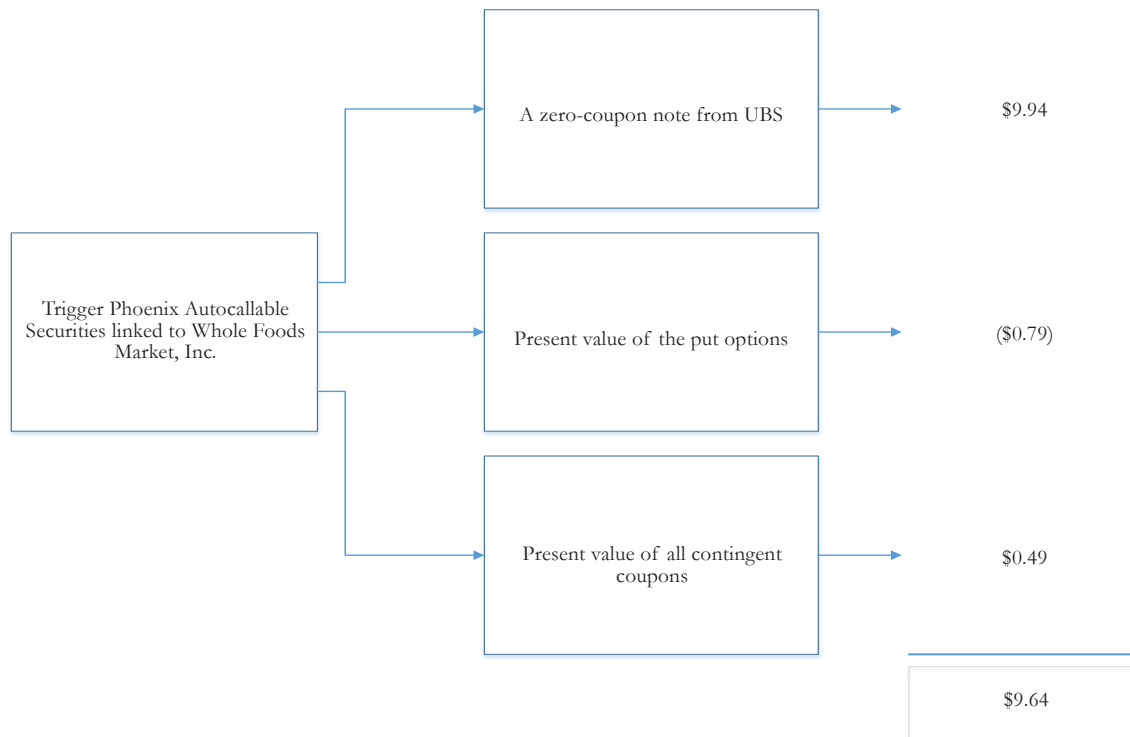 A zero-coupon note from UBS
$9.94
Trigger Phoenix Autocallable
Securities linked to Whole Foods
Market, Inc.
Present value of the put options
($0.79)
Present value of all contingent
coupons
$0.49
$9.64